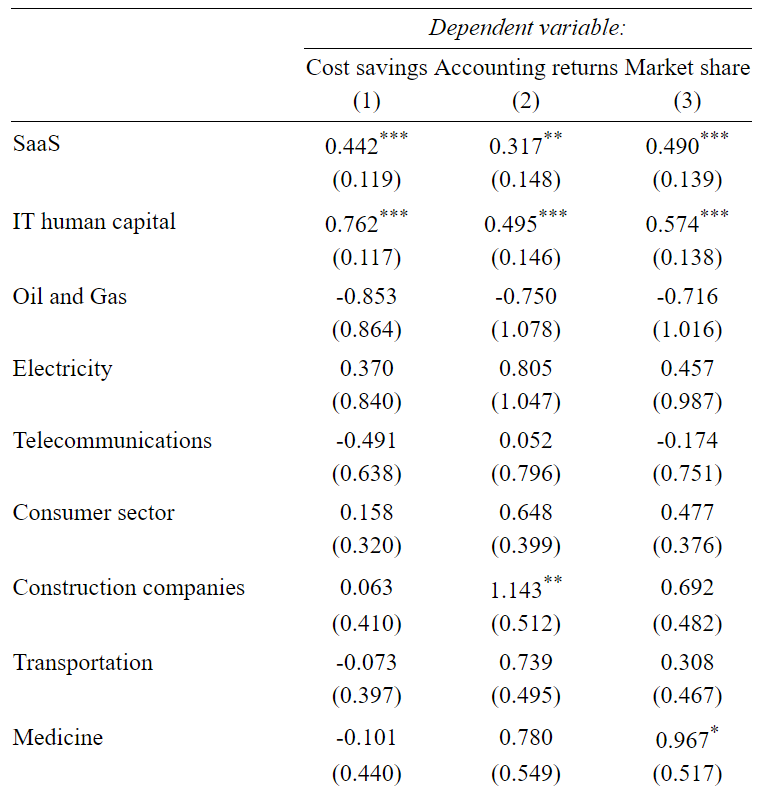 Dependent variable:
Cost savings Accounting returns Market share
(1) (2) (3)
SaaS 0.442*** 0.317** 0.490***
(0.119) (0.148) (0.139)
IT human capital 0.762*** 0.495*** 0.574***
(0.117) (0.146) (0.138)
Oil and Gas -0.853 -0.750 -0.716
(0.864) (1.078) (1.016)
Electricity 0.370 0.805 0.457
(0.840) (1.047) (0.987)
Telecommunications -0.491 0.052 -0.174
(0.638) (0.796) (0.751)
Consumer sector 0.158 0.648 0.477
(0.320) (0.399) (0.376)
Construction companies 0.063 1.143** 0.692
(0.410) (0.512) (0.482)
Transportation -0.073 0.739 0.308
(0.397) (0.495) (0.467)
Medicine -0.101 0.780 0.967*
(0.440) (0.549) (0.517)